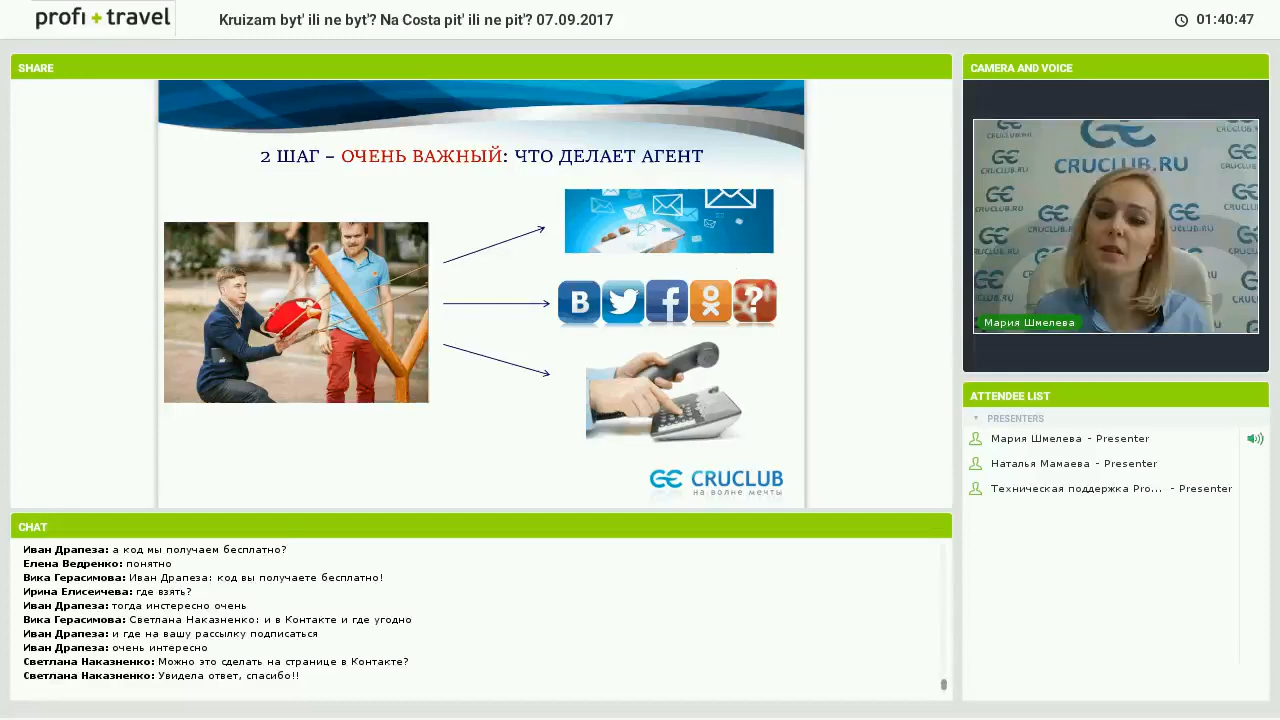 profi + travel
Kruizam byt' ili ne byt'? Na Costa pit' ili ne pit'? 07.09.2017
01:40:47
SHARE
2 ШАГ – ОЧЕНЬ ВАЖНЫЙ: ЧТО ДЕЛАЕТ АГЕНТ
CRUCLUB
на волне мечты
CAMERA AND VOICE
CRUCLUB.RU
Мария Шмелева
ATTENDEE LIST
PRESENTERS
Мария Шмелева - Presenter
Наталья Мамаева - Presenter
Техническая поддержка Pro... - Presenter
CHAT
Иван Драпеза: а код мы получаем бесплатно?
Елена Ведренко: понятно
Вика Герасимова: Иван Драпеза: код вы получаете бесплатно!
Ирина Елисеичева: где взять?
Иван Драпеза: тогда инстересно очень
Вика Герасимова: Светлана Наказненко: и в Контакте и где угодно
Иван Драпеза: и где на вашу рассылку подписаться
Иван Драпеза: очень интересно
Светлана Наказненко: Можно это сделать на странице в Контакте?
Светлана Наказненко: Увидела ответ, спасибо!!